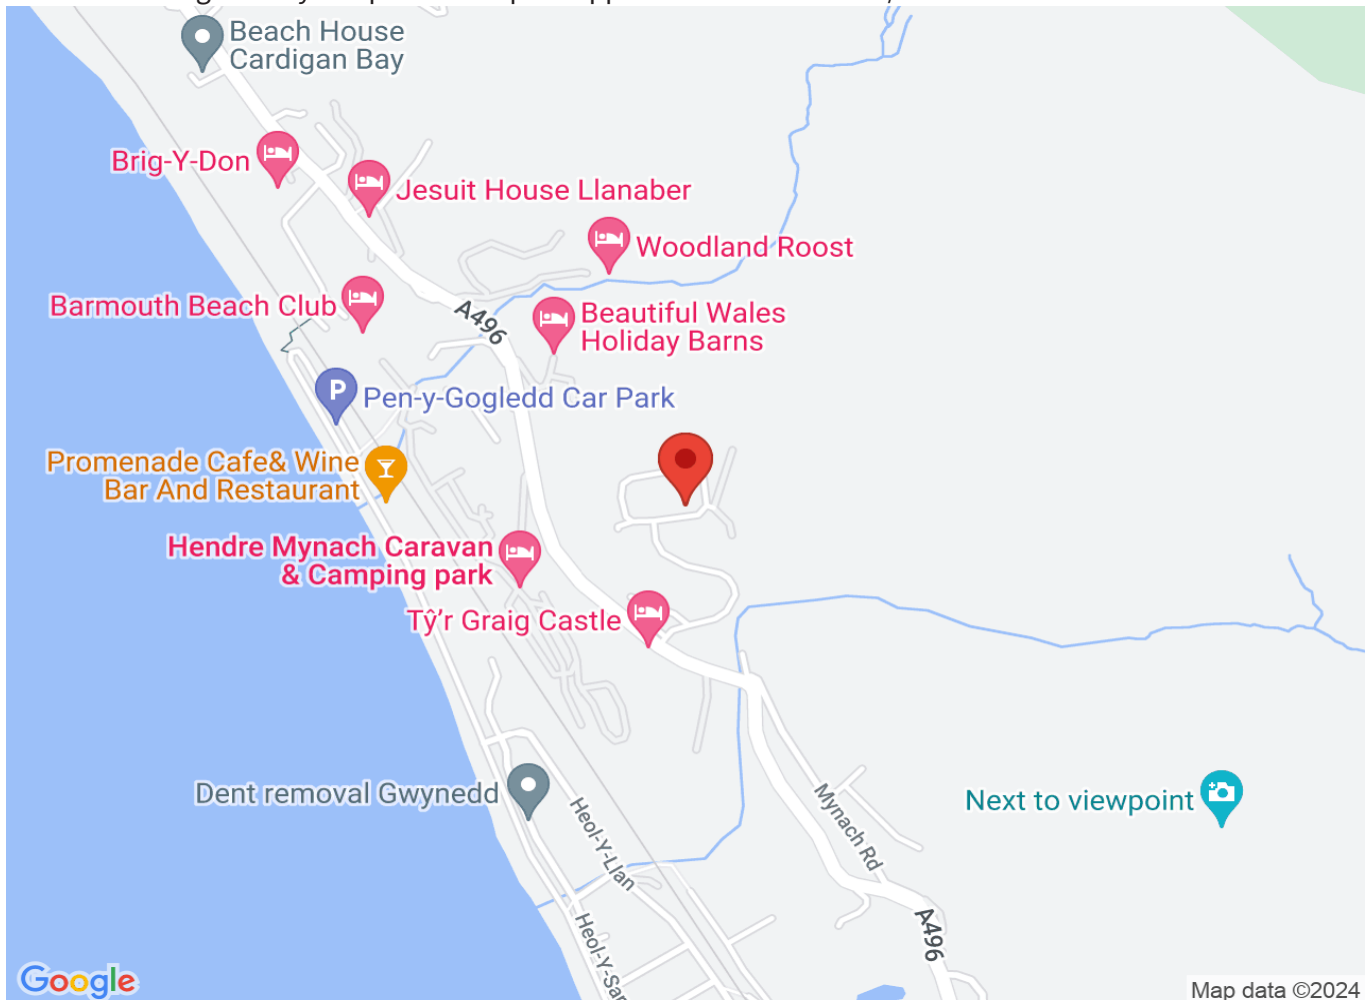 Beach House
Cardigan Bay
Brig-Y-Don
Jesuit House Llanaber
Woodland Roost
Barmouth Beach Club
A496
Beautiful Wales
Holiday Barns
P
Pen-y-Gogledd Car Park
Promenade Cafe& Wine
Bar And Restaurant
Hendre Mynach Caravan
& Camping park
Tŷ'r Graig Castle
Dent removal Gwynedd
Heol-Y-Llan
Mynach Rd
Next to viewpoint
Heol-Y-San
A496
Google
Map data ©2024